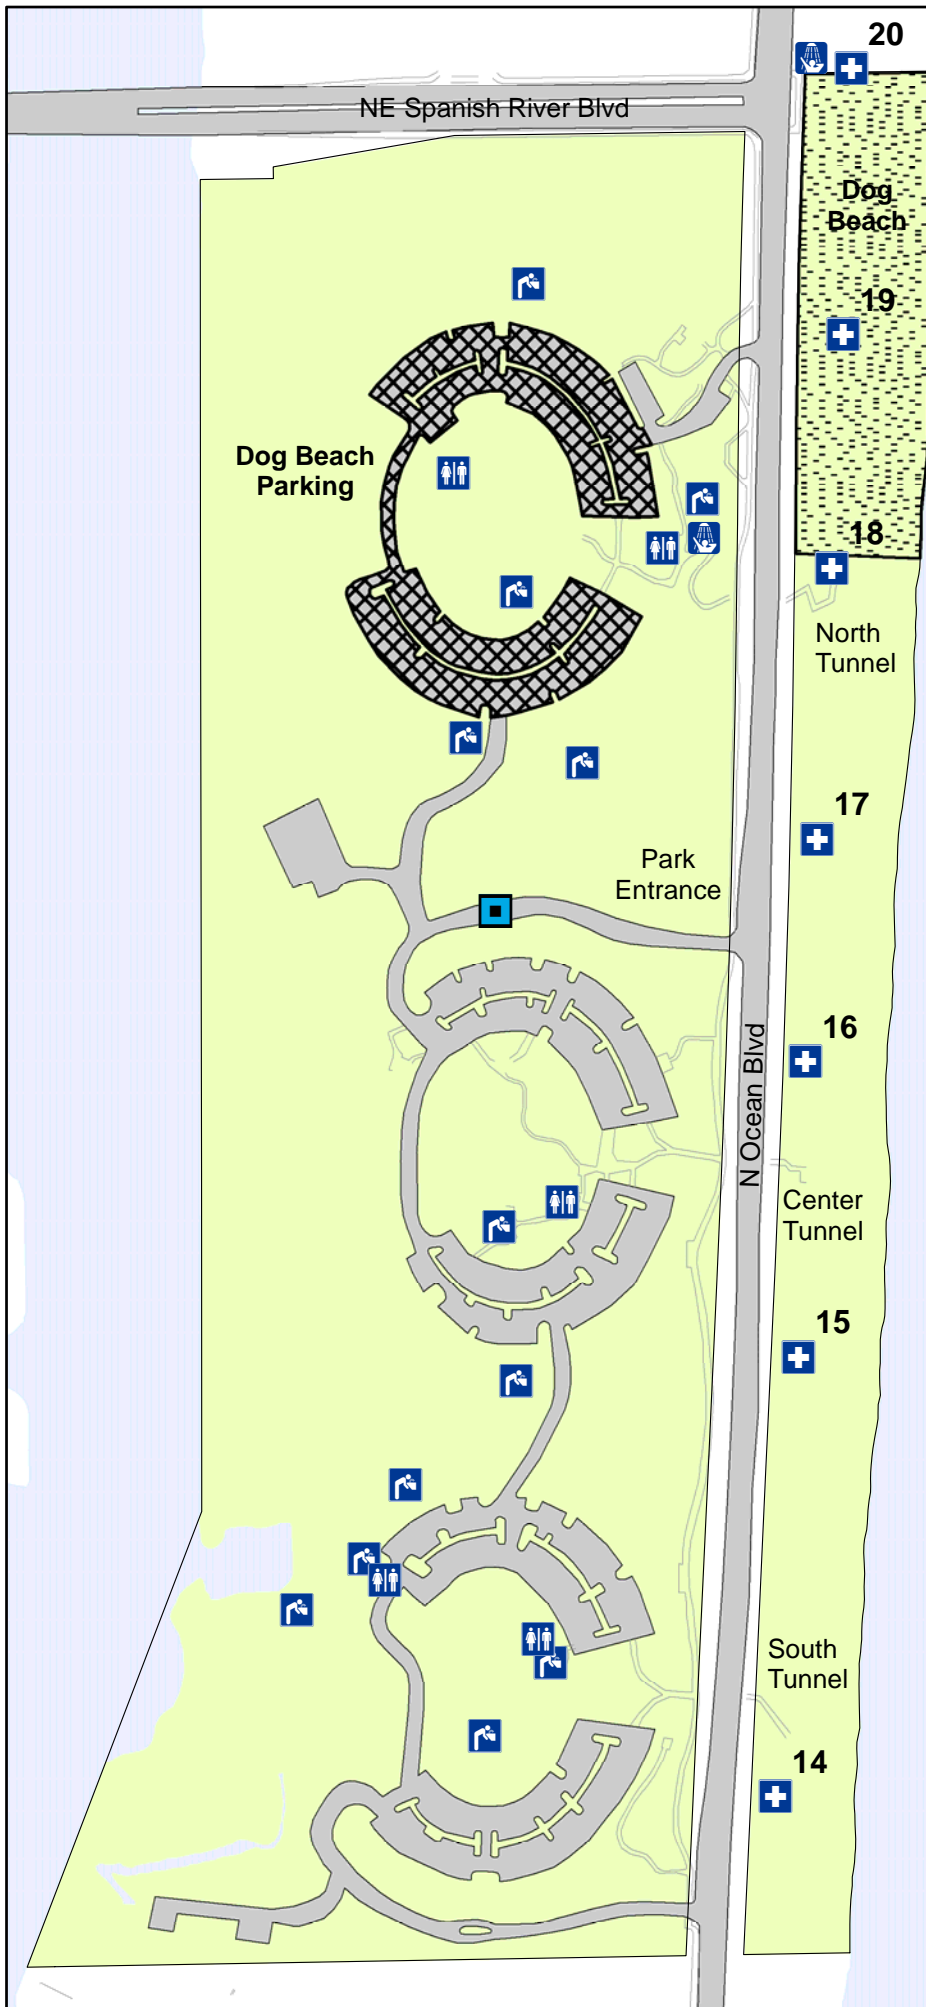 20
NE Spanish River Blvd
Dog
Beach
19
Dog Beach
Parking
18
North
Tunnel
17
Park
Entrance
16
N Ocean Blvd
Center
Tunnel
15
South
Tunnel
14